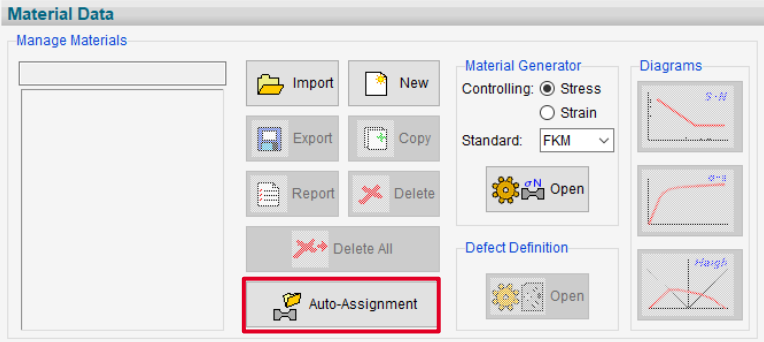 Material Data
Manage Materials
Import
New
Export
Copy
Report
Delete
Delete All
Auto-Assignment
Material Generator
Controlling: Stress
Strain
Standard: FKM
σN Open
Defect Definition
Open
Diagrams
S-N
σ-ε
Haigh